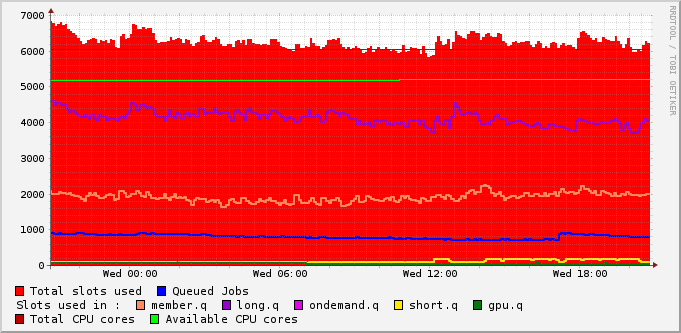 7000
6000
5000
4000
3000
2000
1000
0
Wed 00:00 Wed 06:00 Wed 12:00 Wed 18:00
Total slots used Queued Jobs
Slots used in : member.q long.q ondemand.q short.q gpu.q
Total CPU cores Available CPU cores
RRDTOOL / TOBI OETIKER